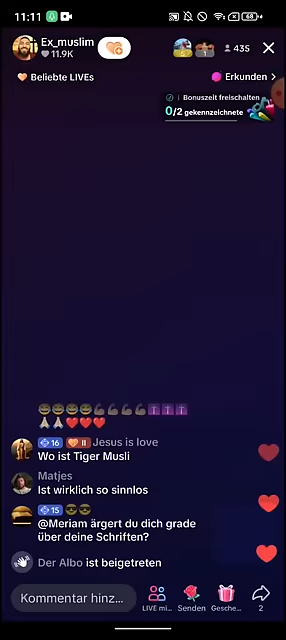 11:11
68
Ex_muslim
11.9K
435
Beliebte LIVEs
Erkunden >
Bonuszeit freischalten
0/2 gekennzeichnete
😎😎😎😎💪🏿💪🏿💪🏿💪🏿✝️✝️✝️
🙏🏻🙏🏻❤️❤️❤️
16 II Jesus is love
Wo ist Tiger Musli
Matjes
Ist wirklich so sinnlos
15 😎😎
@Meriam ärgert du dich grade
über deine Schriften?
Der Albo ist beigetreten
Kommentar hinz...
LIVE mi...
Senden
Gesche...
2